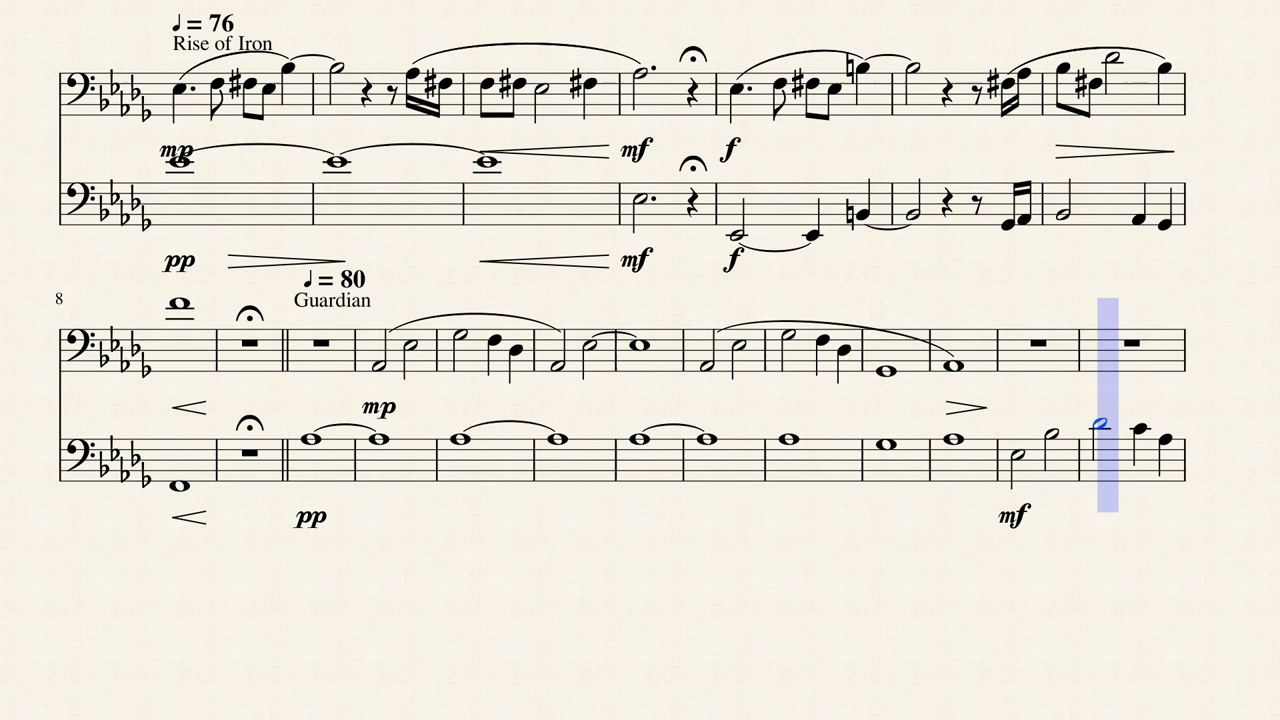 ♩ = 76
Rise of Iron
mp
mf
f
pp
mf
f
♩ = 80
8
Guardian
mp
pp
mf